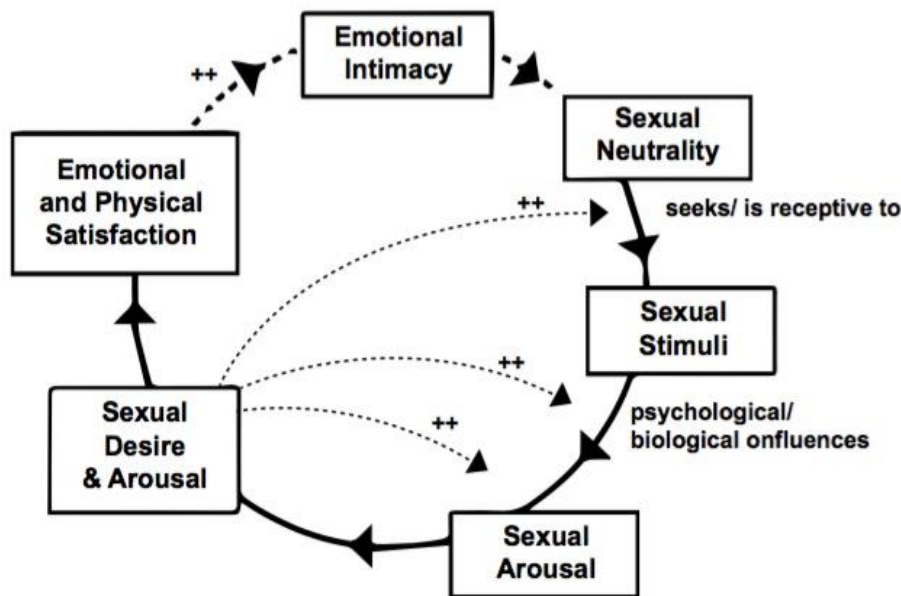 Emotional
Intimacy
++
Sexual
Neutrality
Emotional
and Physical
Satisfaction
++
seeks/ is receptive to
Sexual
Stimuli
++
psychological/
biological onfluences
Sexual
Desire
& Arousal
++
Sexual
Arousal